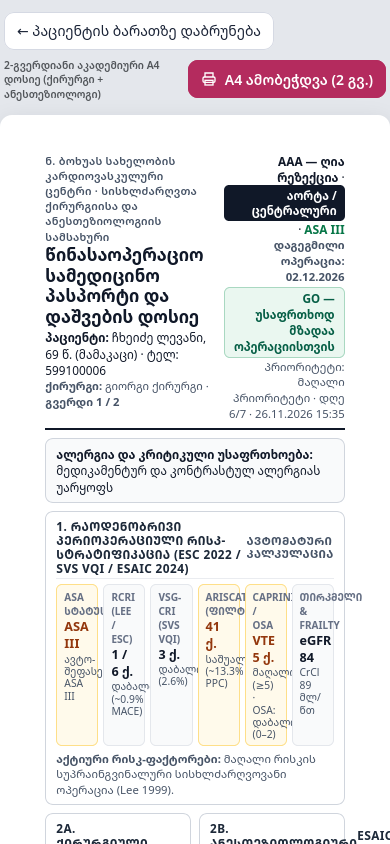 ← პაციენტის ბარათზე დაბრუნება
2-გვერდიანი აკადემიური A4
დოსიე (ქირურგი +
ანესთეზიოლოგი)
A4 ამობეჭდვა (2 გვ.)
ნ. ბოხუას სახელობის
კარდიოვასკულური
ცენტრი · სისხლძარღვთა
ქირურგიისა და
ანესთეზიოლოგიის
სამსახური
წინასაოპერაციო
სამედიცინო
პასპორტი და
დაშვების დოსიე
პაციენტი: ჩხეიძე ლევანი,
69 წ. (მამაკაცი) · ტელ:
599100006
ქირურგი: გიორგი ქირურგი ·
გვერდი 1 / 2
AAA — ღია
რეზექცია ·
აორტა /
ცენტრალური
· ASA III
დაგეგმილი
ოპერაცია:
02.12.2026
GO —
უსაფრთხოდ
მზადაა
ოპერაციისთვის
პრიორიტეტი:
მაღალი
პრიორიტეტი · დღე
6/7 · 26.11.2026 15:35
ალერგია და კრიტიკული უსაფრთხოება:
მედიკამენტურ და კონტრასტულ ალერგიას
უარყოფს
1. რაოდენობრივი
პერიოპერაციული რისკ-
სტრატიფიკაცია (ESC 2022 /
SVS VQI / ESAIC 2024)
ავტომატური
კალკულაცია
ASA
ASA
III
ავტო-
ASA
III
RCRI
(LEE
/
ESC)
1 /
6 ქ.
(~0.9%
MACE)
VSG-
CRI
(SVS
VQI)
3 ქ.
(2.6%)
ARISCAT
41
ქ.
(~13.3%
PPC)
/
OSA
VTE
5 ქ.
(≥5)
·
OSA:
(0–2)
თირკმელი
&
FRAILTY
eGFR
84
CrCl
89
მლ/
წთ
აქტიური რისკ-ფაქტორები: მაღალი რისკის
სუპრაინგვინალური სისხლძარღვოვანი
ოპერაცია (Lee 1999).
2A.
ქირურგიული
2B.
ანესთეზიოლოგიური